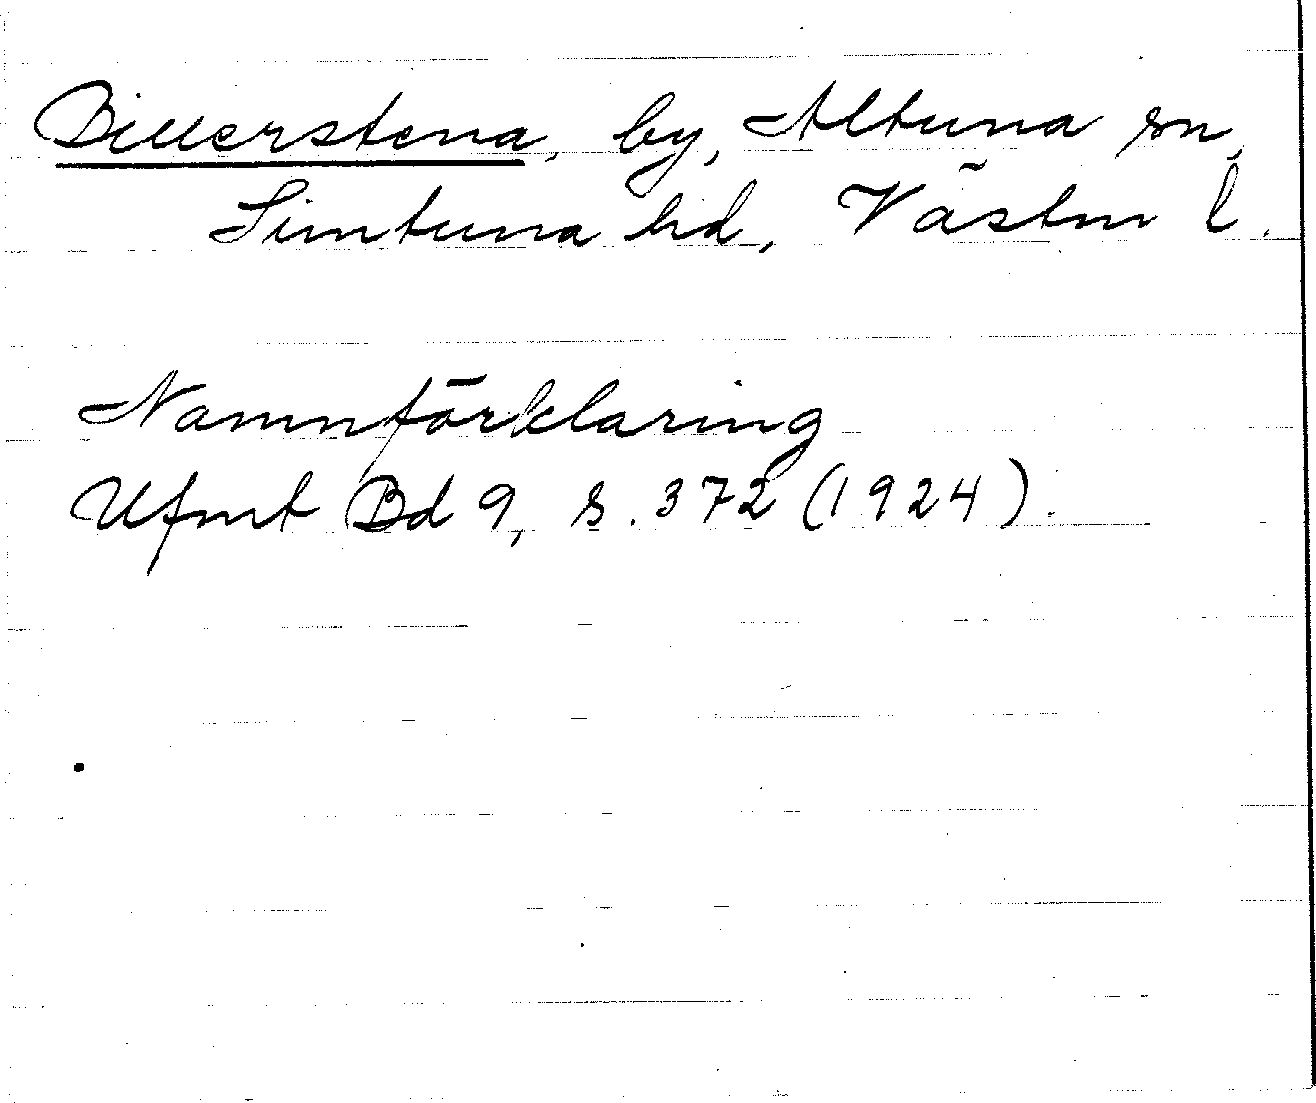 Billerstena, by, Altuna sn,
Simtuna hd, Västm l.
Namnförklaring
Ufmt Bd 9, s. 372 (1924).